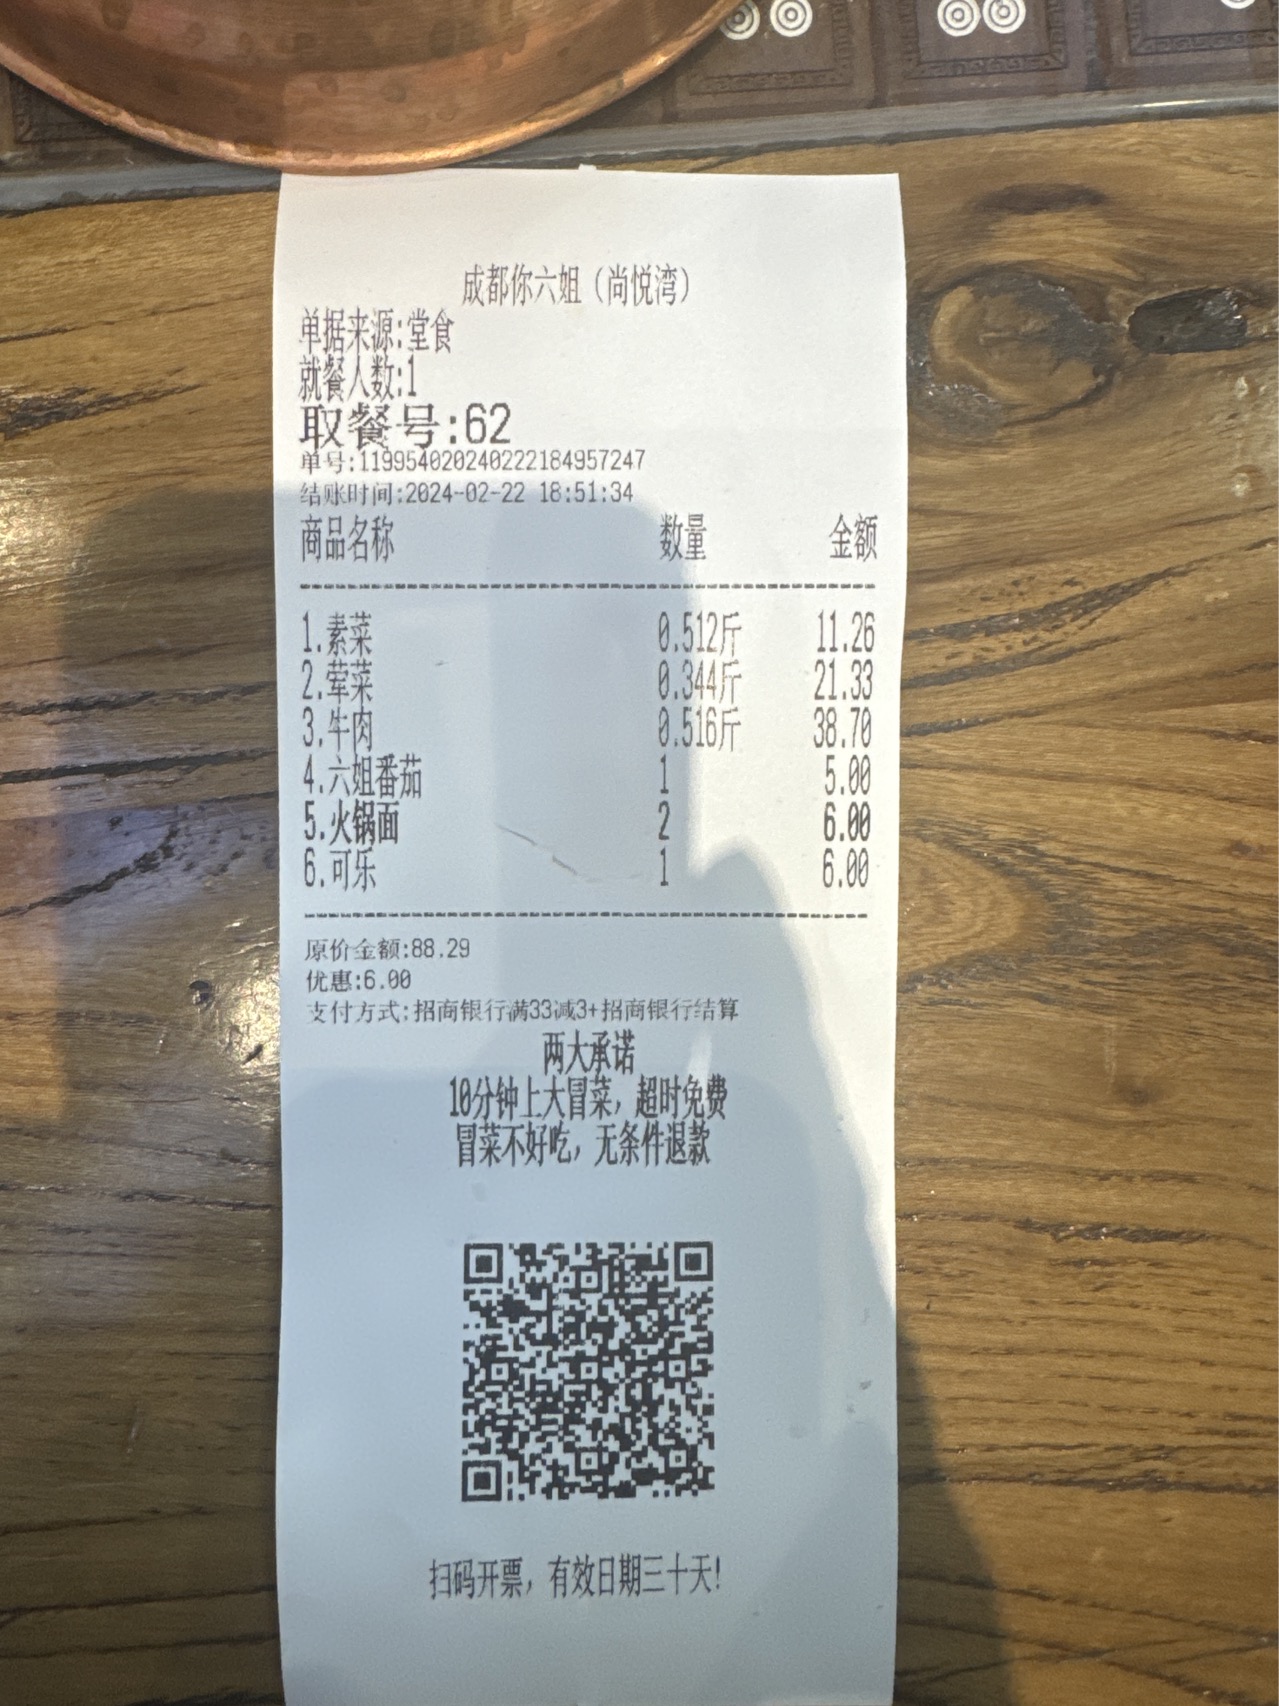 成都你六姐（尚悦湾）
单据来源:堂食
就餐人数:1
取餐号:62
单号:119954020240222184957247
结账时间:2024-02-22 18:51:34
商品名称 数量 金额
1.素菜 0.512斤 11.26
2.荤菜 0.344斤 21.33
3.牛肉 0.516斤 38.70
4.六姐番茄 1 5.00
5.火锅面 2 6.00
6.可乐 1 6.00
原价金额:88.29
优惠:6.00
支付方式:招商银行满33减3+招商银行结算
两大承诺
10分钟上大冒菜，超时免费
冒菜不好吃，无条件退款
扫码开票，有效日期三十天!